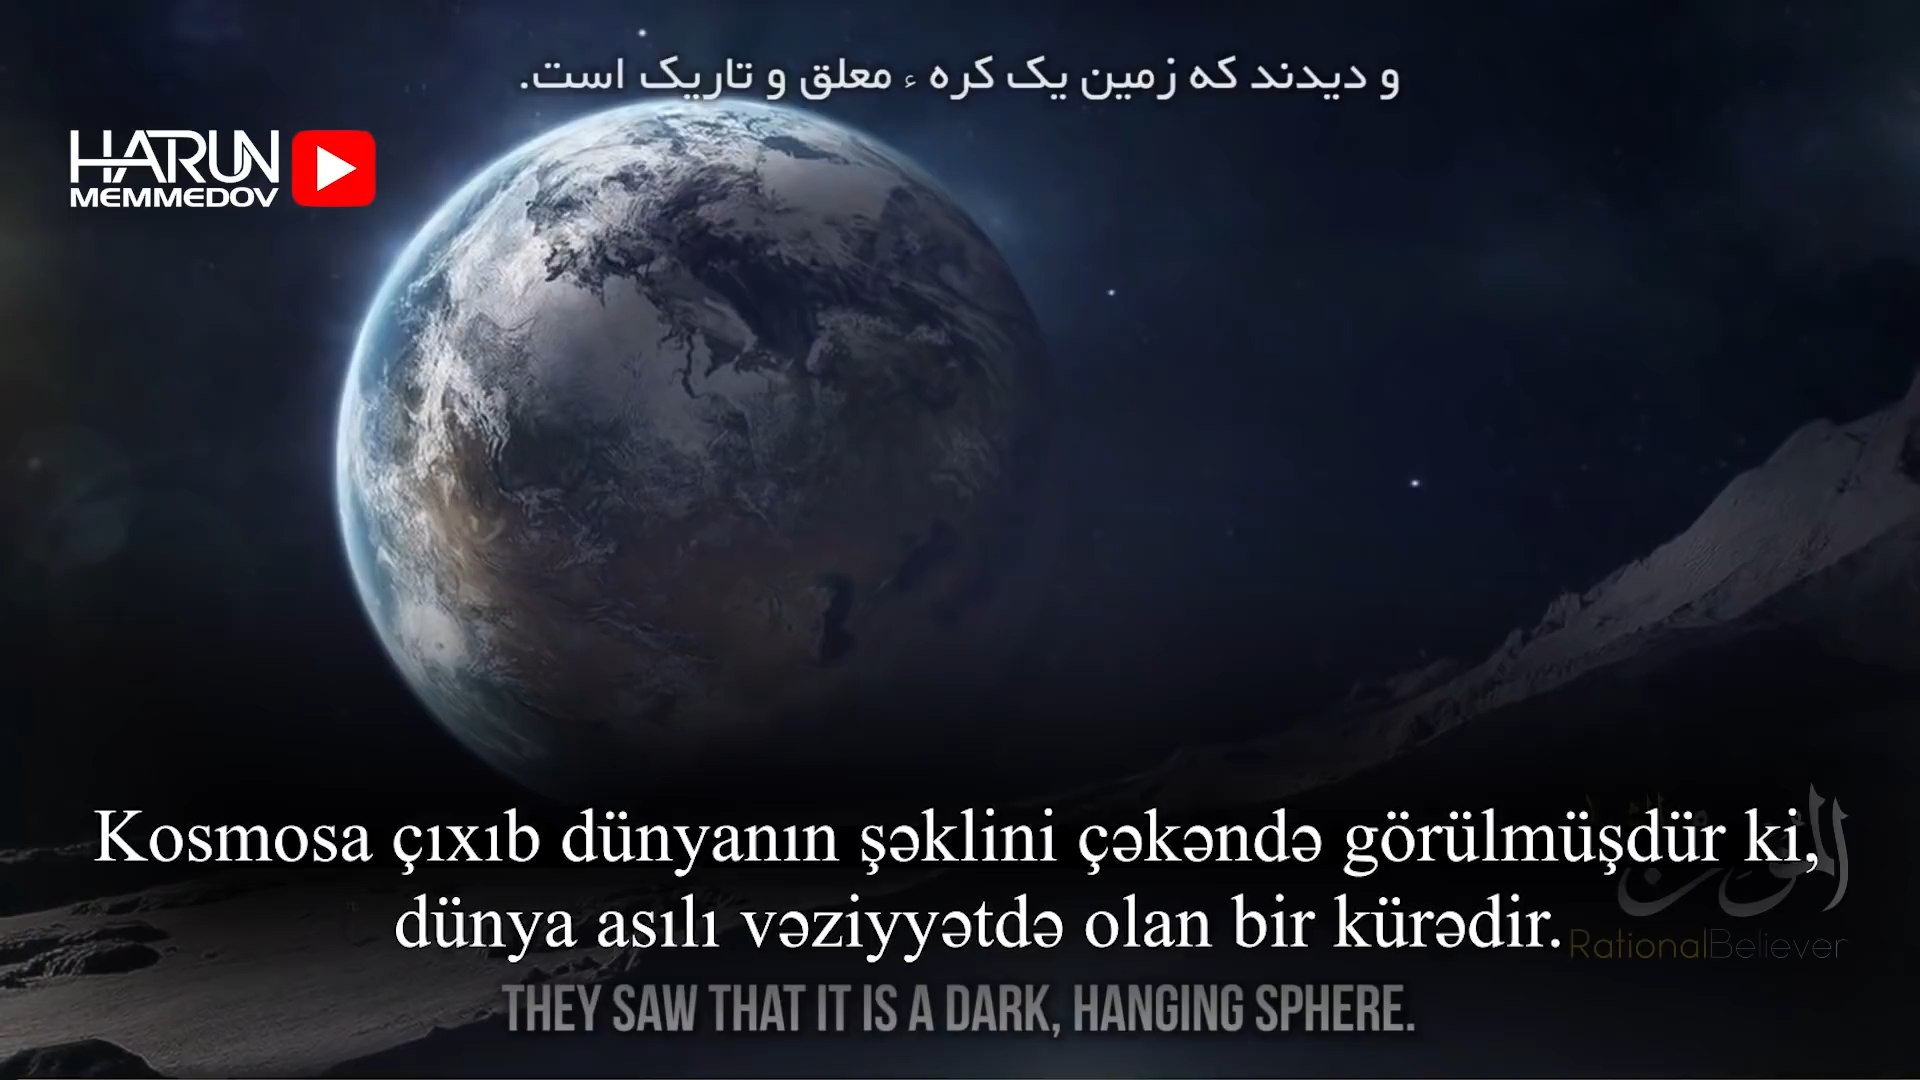 و دیدند که زمین یک کره ء معلق و تاریک است.
HARUN
MEMMEDOV
Kosmosa çıxıb dünyanın şəklini çəkəndə görülmüşdür ki,
dünya asılı vəziyyətdə olan bir kürədir.
RationalBeliever
THEY SAW THAT IT IS A DARK, HANGING SPHERE.